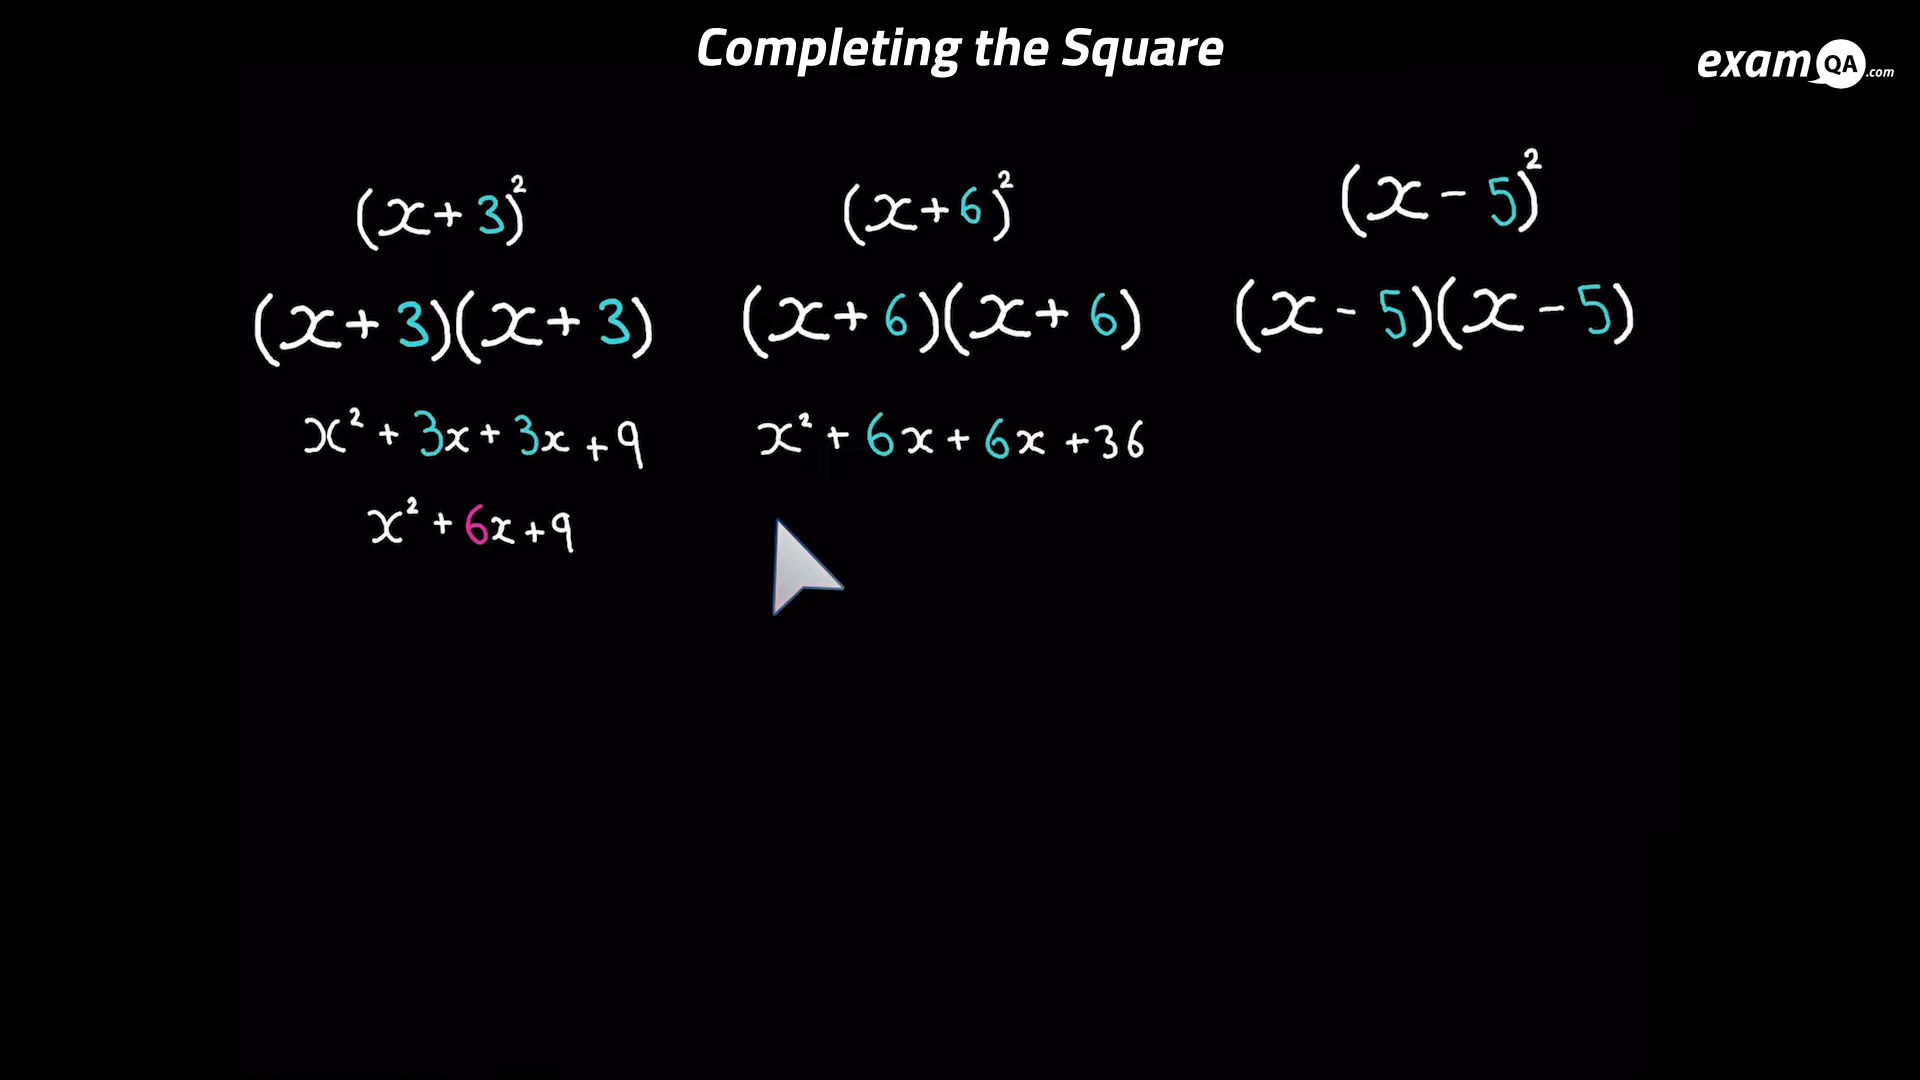 Completing the Square
examQA.com
(x+3)²
(x+3)(x+3)
x²+3x+3x+9
x²+6x+9
(x+6)²
(x+6)(x+6)
x²+6x+6x+36
(x-5)²
(x-5)(x-5)